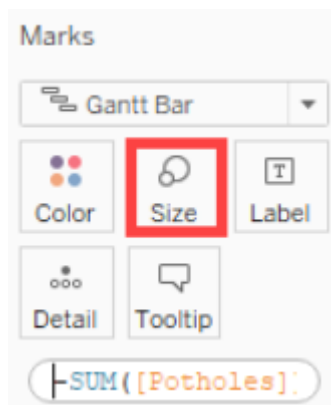 Marks
Gantt Bar
Color Size Label
Detail Tooltip
-SUM([Potholes])